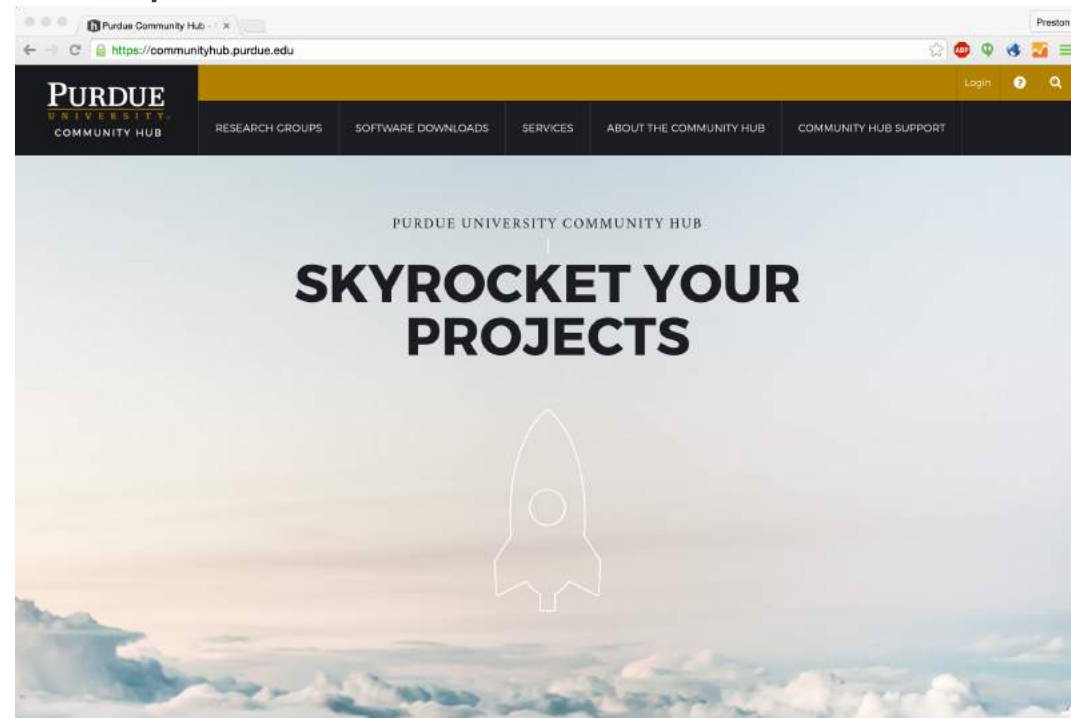 Purdue Community Hub -
Preston
https://communityhub.purdue.edu
ABP
Login
PURDUE
UNIVERSITY
COMMUNITY HUB
RESEARCH GROUPS
SOFTWARE DOWNLOADS
SERVICES
ABOUT THE COMMUNITY HUB
COMMUNITY HUB SUPPORT
PURDUE UNIVERSITY COMMUNITY HUB
SKYROCKET YOUR
PROJECTS